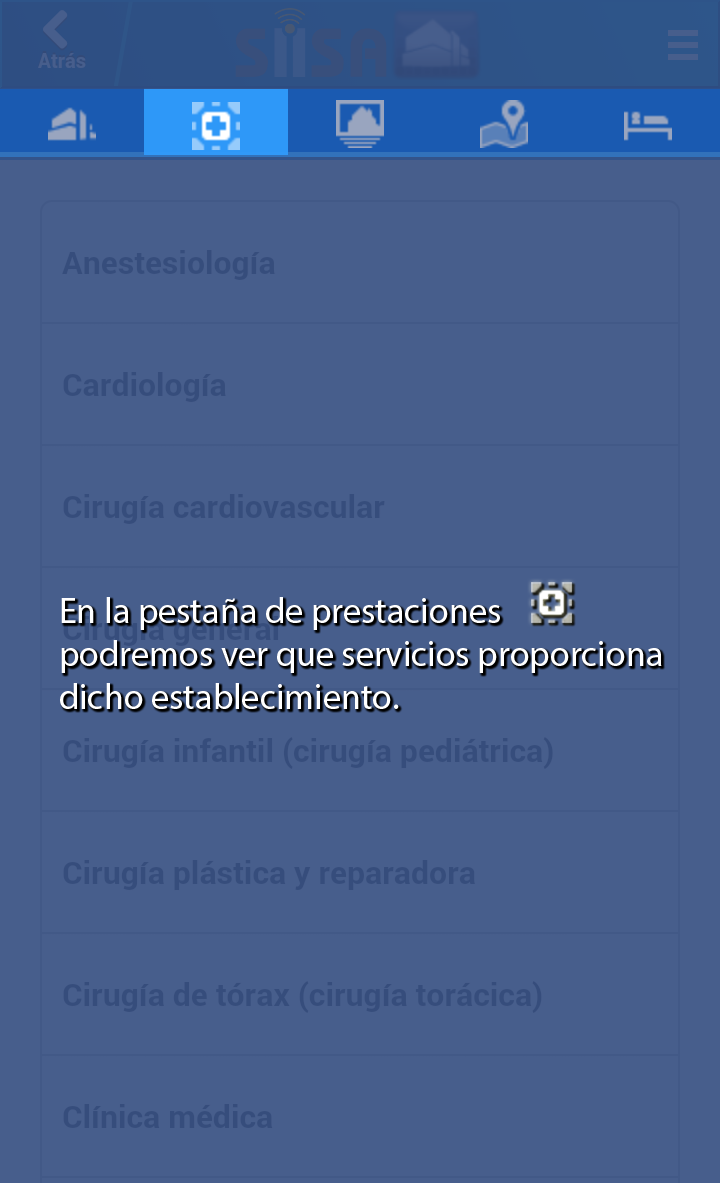 Atrás
SIISA
Anestesiología
Cardiología
Cirugía cardiovascular
Cirugía general
En la pestaña de prestaciones
podremos ver que servicios proporciona
dicho establecimiento.
Cirugía infantil (cirugía pediátrica)
Cirugía plástica y reparadora
Cirugía de tórax (cirugía torácica)
Clínica médica